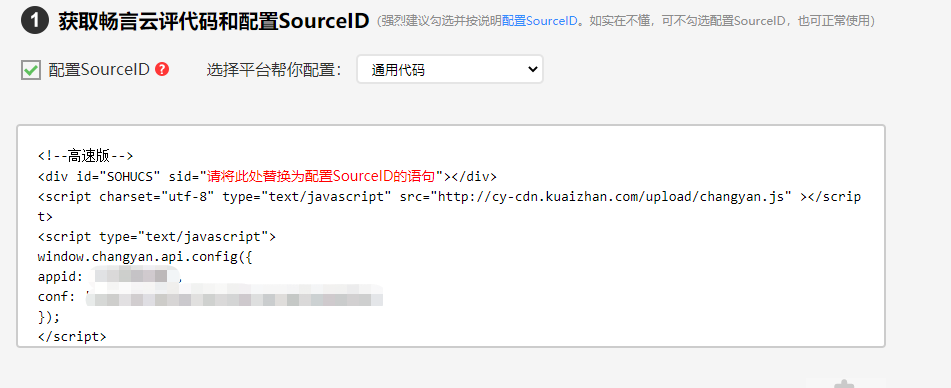 1 获取畅言云评代码和配置SourceID (强烈建议勾选并按说明配置SourceID。如实在不懂，可不勾选配置SourceID，也可正常使用)
配置SourceID ? 选择平台帮你配置： 通用代码
<!--高速版-->
<div id="SOHUCS" sid="请将此处替换为配置SourceID的语句"></div>
<script charset="utf-8" type="text/javascript" src="http://cy-cdn.kuaizhan.com/upload/changyan.js" ></scrip
t>
<script type="text/javascript">
window.changyan.api.config({
appid: ,
conf: '
});
</script>